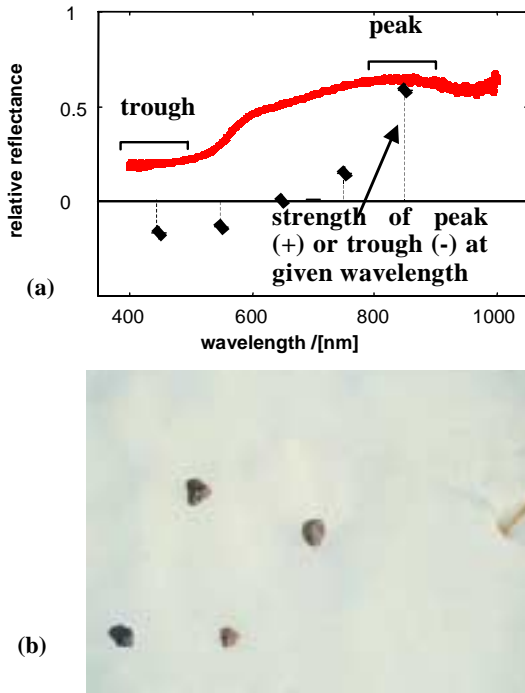 1
peak
0.5
trough
relative reflectance
0
strength of peak
(+) or trough (-) at
given wavelength
(a)
400 600 800 1000
wavelength /[nm]
(b)